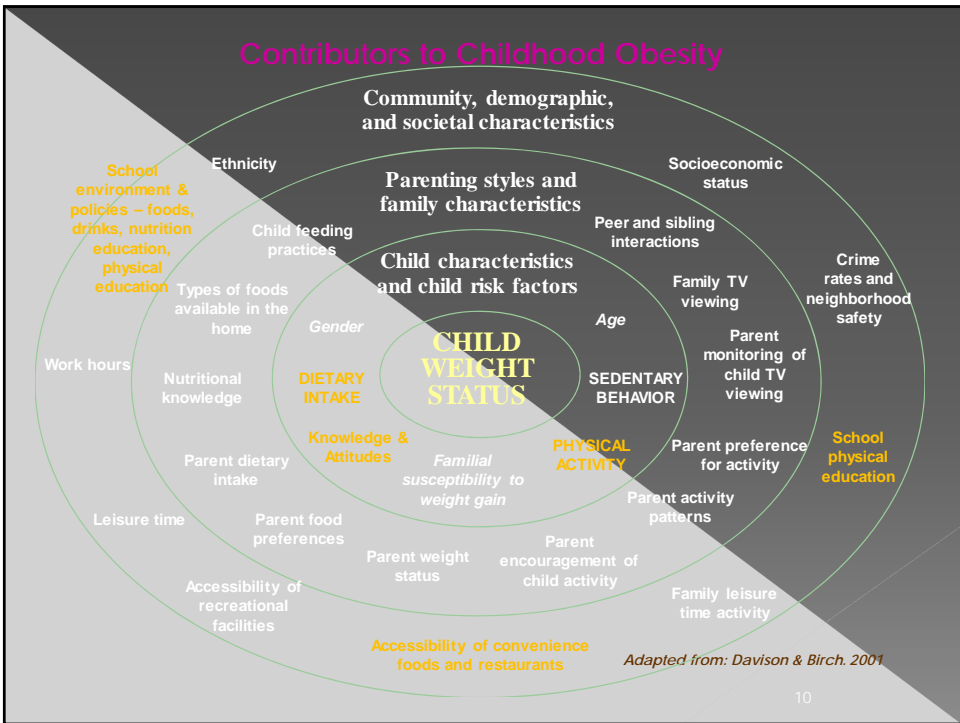 Contributors to Childhood Obesity
Community, demographic,
and societal characteristics
Ethnicity
Socioeconomic
status
School
environment &
policies – foods,
drinks, nutrition
education,
physical
education
Parenting styles and
family characteristics
Child feeding
practices
Peer and sibling
interactions
Child characteristics
and child risk factors
Crime
rates and
neighborhood
safety
Family TV
viewing
Types of foods
available in the
home
Gender
Age
CHILD
WEIGHT
STATUS
Parent
monitoring of
child TV
viewing
Work hours
Nutritional
knowledge
DIETARY
INTAKE
SEDENTARY
BEHAVIOR
Knowledge &
Attitudes
PHYSICAL
ACTIVITY
Parent preference
for activity
School
physical
education
Parent dietary
intake
Familial
susceptibility to
weight gain
Parent activity
patterns
Leisure time
Parent food
preferences
Parent weight
status
Parent
encouragement of
child activity
Accessibility of
recreational
facilities
Family leisure
time activity
Accessibility of convenience
foods and restaurants
Adapted from: Davison & Birch. 2001
10